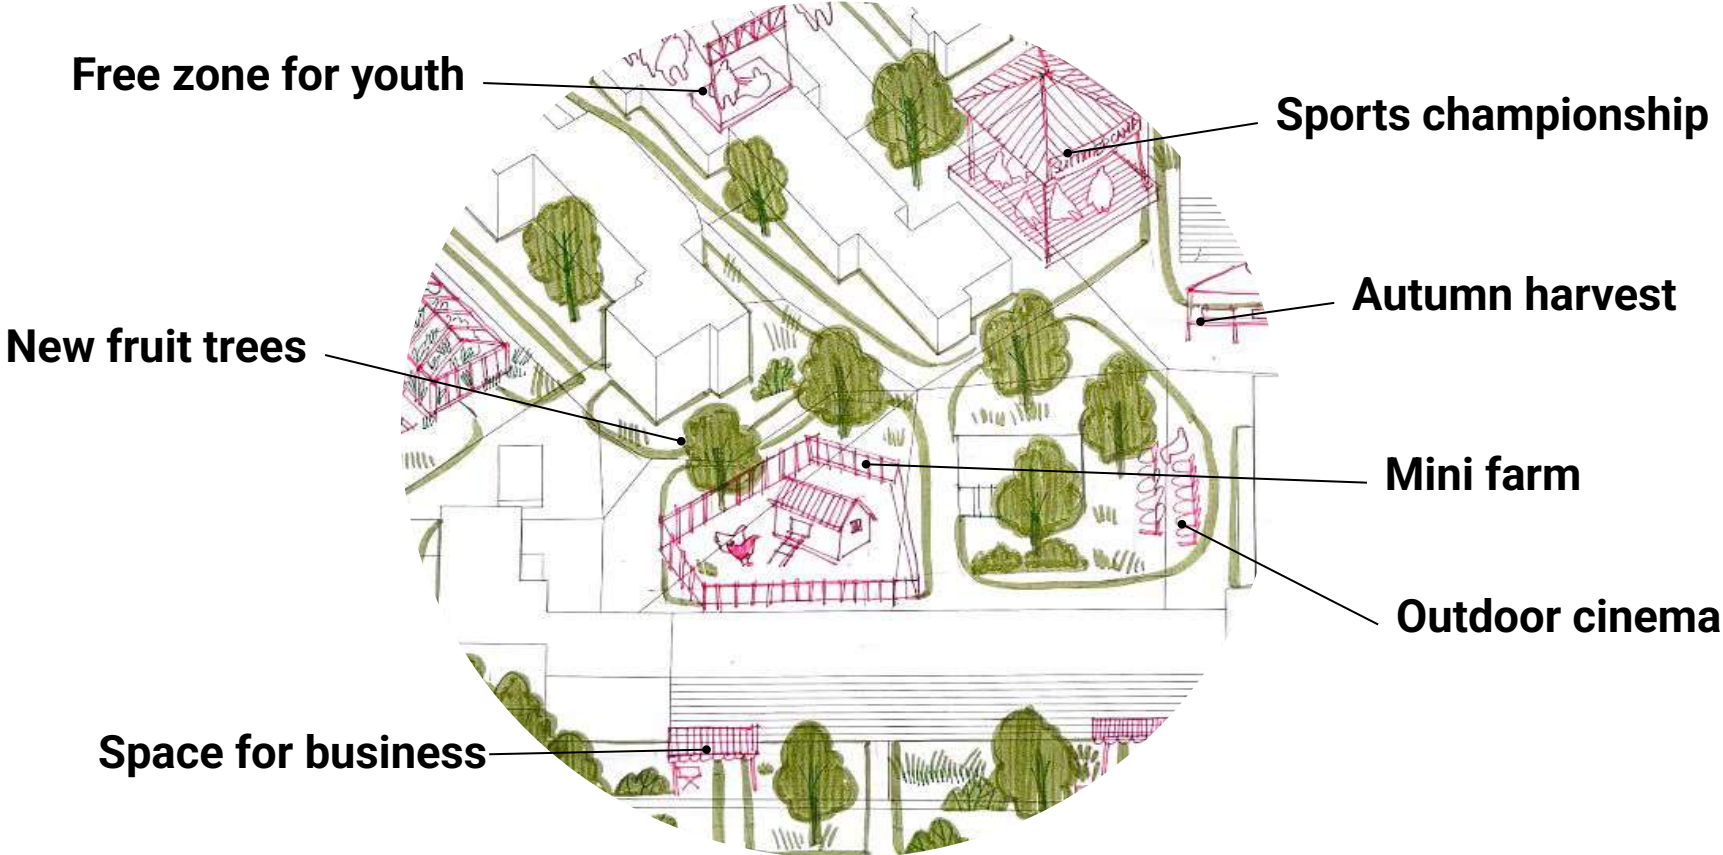 Free zone for youth
Sports championship
Autumn harvest
New fruit trees
Mini farm
Outdoor cinema
Space for business